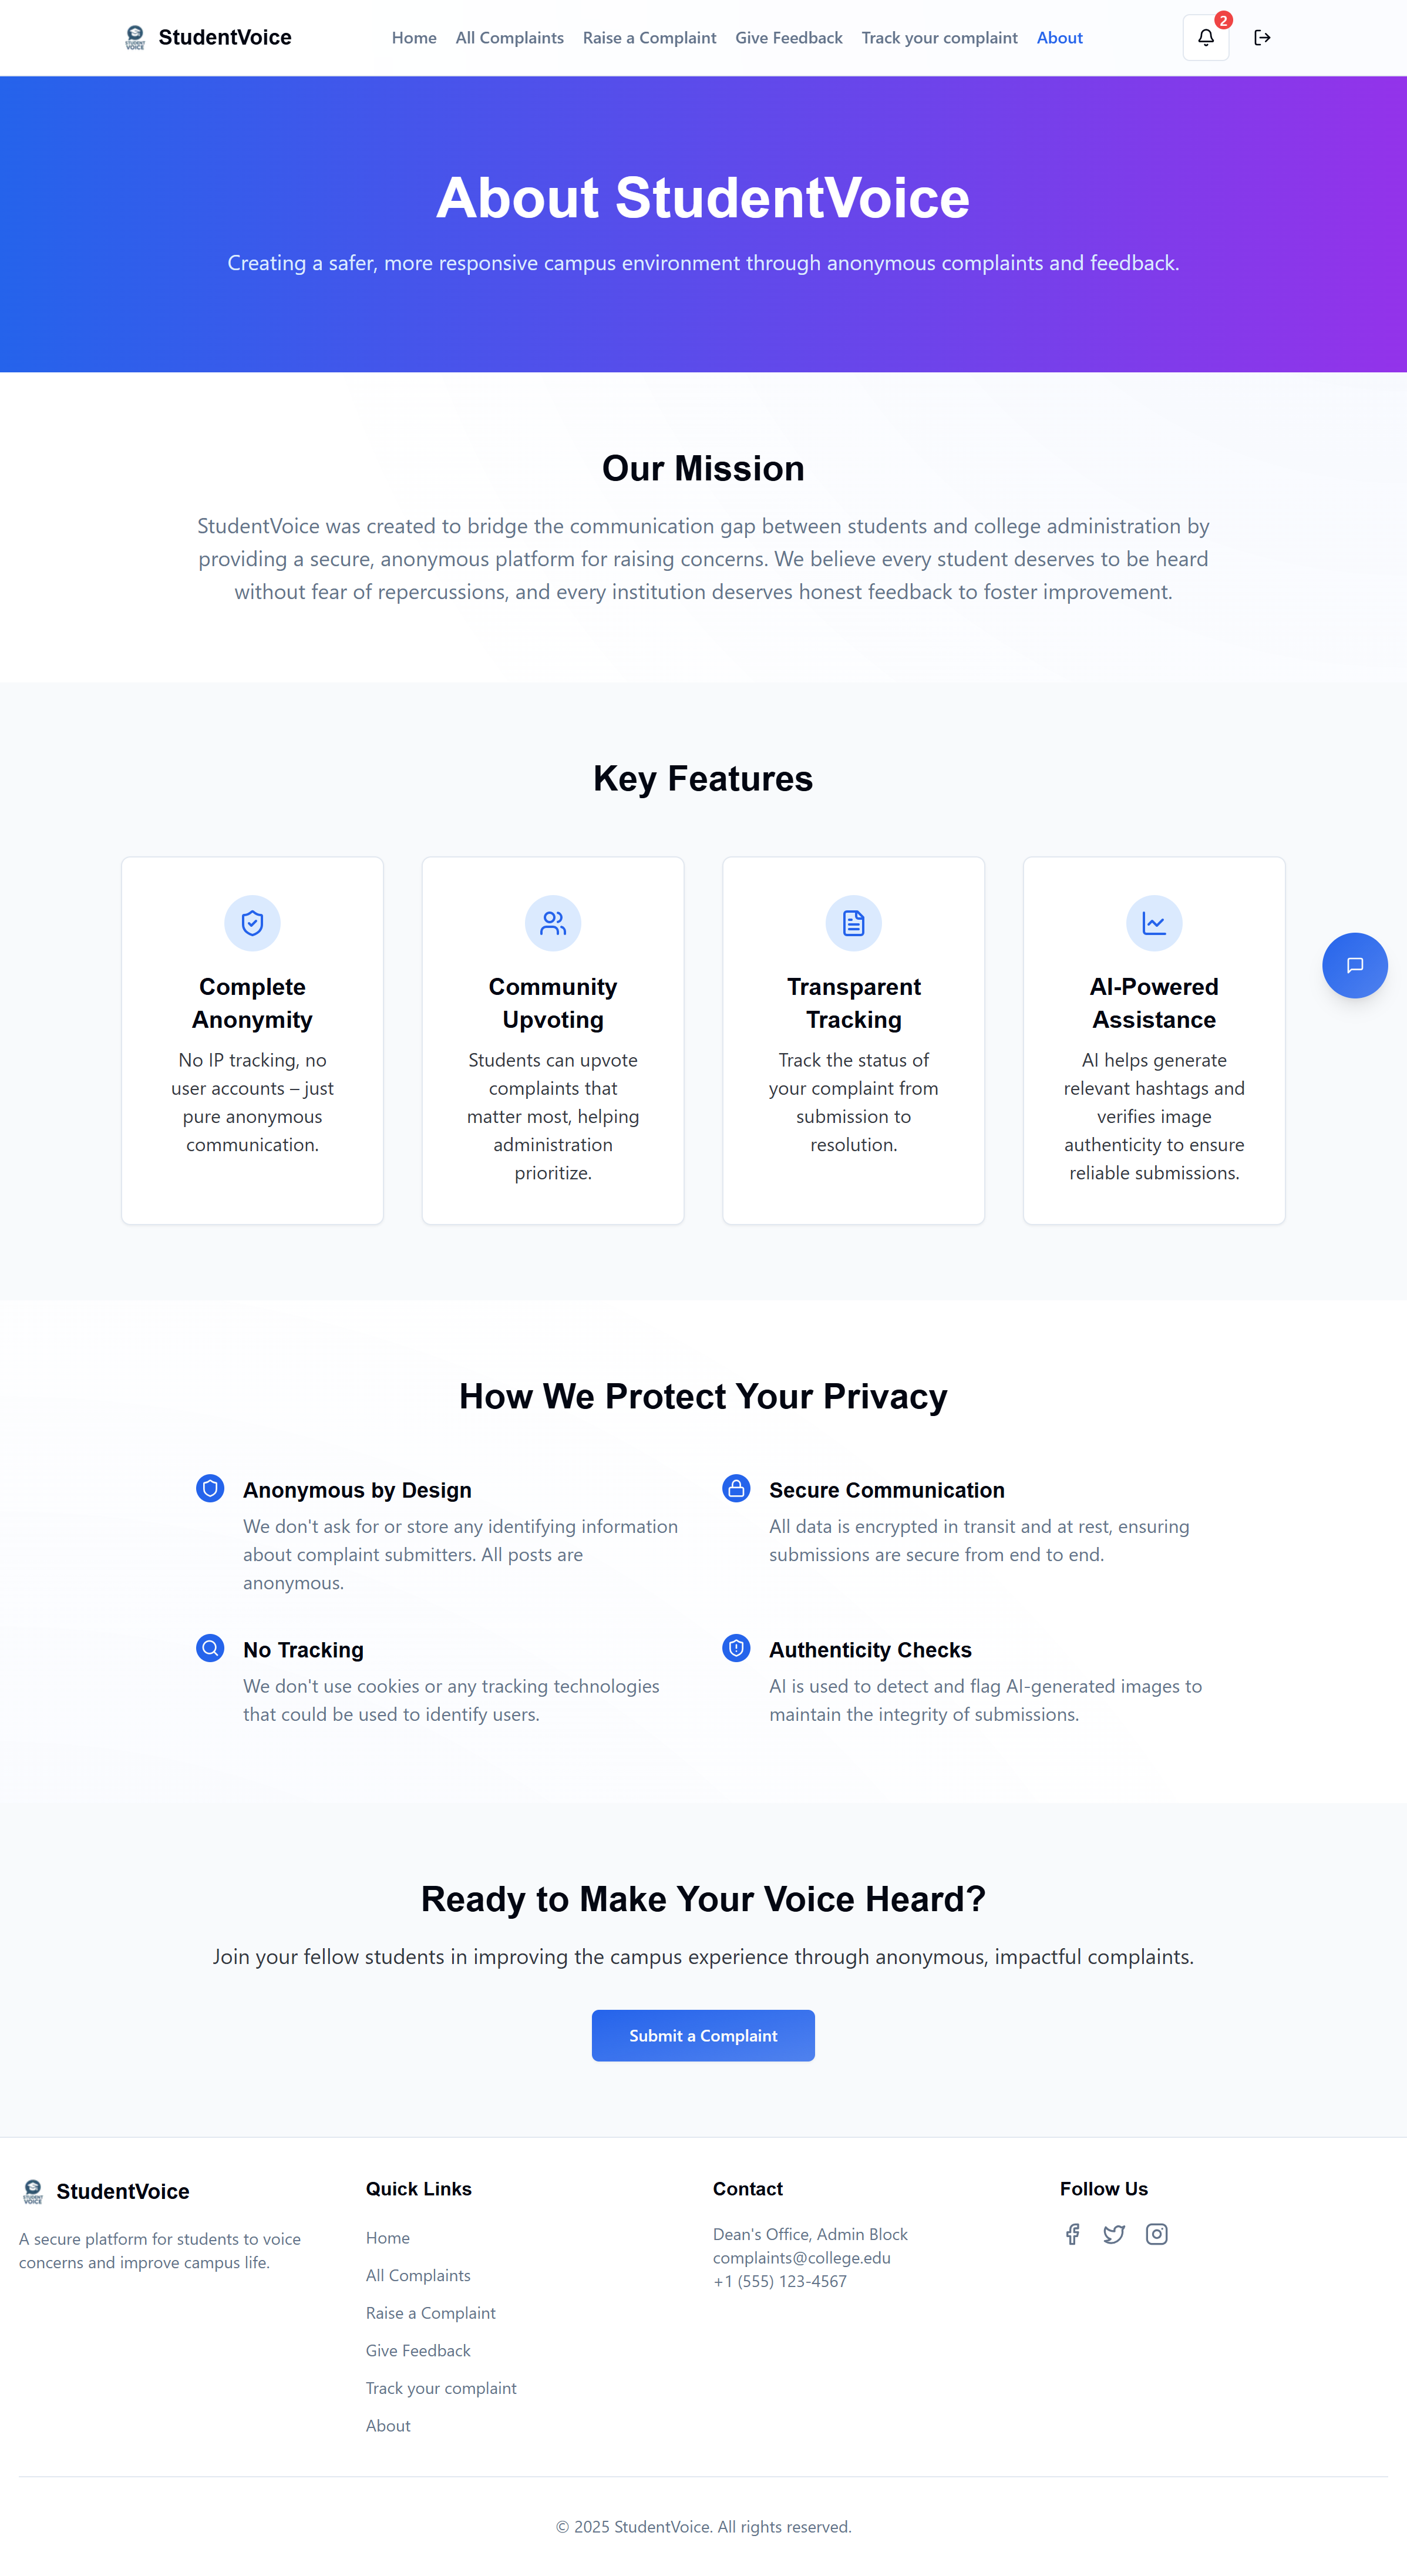 STUDENT
VOICE
StudentVoice
Home
All Complaints
Raise a Complaint
Give Feedback
Track your complaint
About
2
About StudentVoice
Creating a safer, more responsive campus environment through anonymous complaints and feedback.
Our Mission
StudentVoice was created to bridge the communication gap between students and college administration by
providing a secure, anonymous platform for raising concerns. We believe every student deserves to be heard
without fear of repercussions, and every institution deserves honest feedback to foster improvement.
Key Features
Complete
Anonymity
No IP tracking, no
user accounts – just
pure anonymous
communication.
Community
Upvoting
Students can upvote
complaints that
matter most, helping
administration
prioritize.
Transparent
Tracking
Track the status of
your complaint from
submission to
resolution.
AI-Powered
Assistance
AI helps generate
relevant hashtags and
verifies image
authenticity to ensure
reliable submissions.
How We Protect Your Privacy
Anonymous by Design
We don't ask for or store any identifying information
about complaint submitters. All posts are
anonymous.
Secure Communication
All data is encrypted in transit and at rest, ensuring
submissions are secure from end to end.
No Tracking
We don't use cookies or any tracking technologies
that could be used to identify users.
Authenticity Checks
AI is used to detect and flag AI-generated images to
maintain the integrity of submissions.
Ready to Make Your Voice Heard?
Join your fellow students in improving the campus experience through anonymous, impactful complaints.
Submit a Complaint
STUDENT
VOICE
StudentVoice
A secure platform for students to voice
concerns and improve campus life.
Quick Links
Home
All Complaints
Raise a Complaint
Give Feedback
Track your complaint
About
Contact
Dean's Office, Admin Block
complaints@college.edu
+1 (555) 123-4567
Follow Us
© 2025 StudentVoice. All rights reserved.